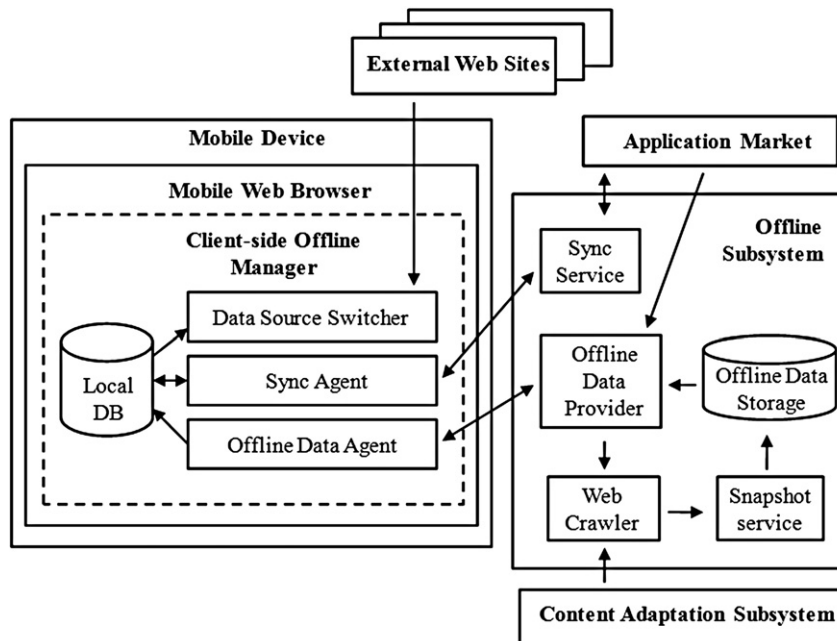 External Web Sites
Mobile Device
Application Market
Mobile Web Browser
Client-side Offline
Manager
Offline
Subsystem
Sync
Service
Data Source Switcher
Local
DB
Sync Agent
Offline Data Agent
Offline
Data
Provider
Offline Data
Storage
Web
Crawler
Snapshot
service
Content Adaptation Subsystem